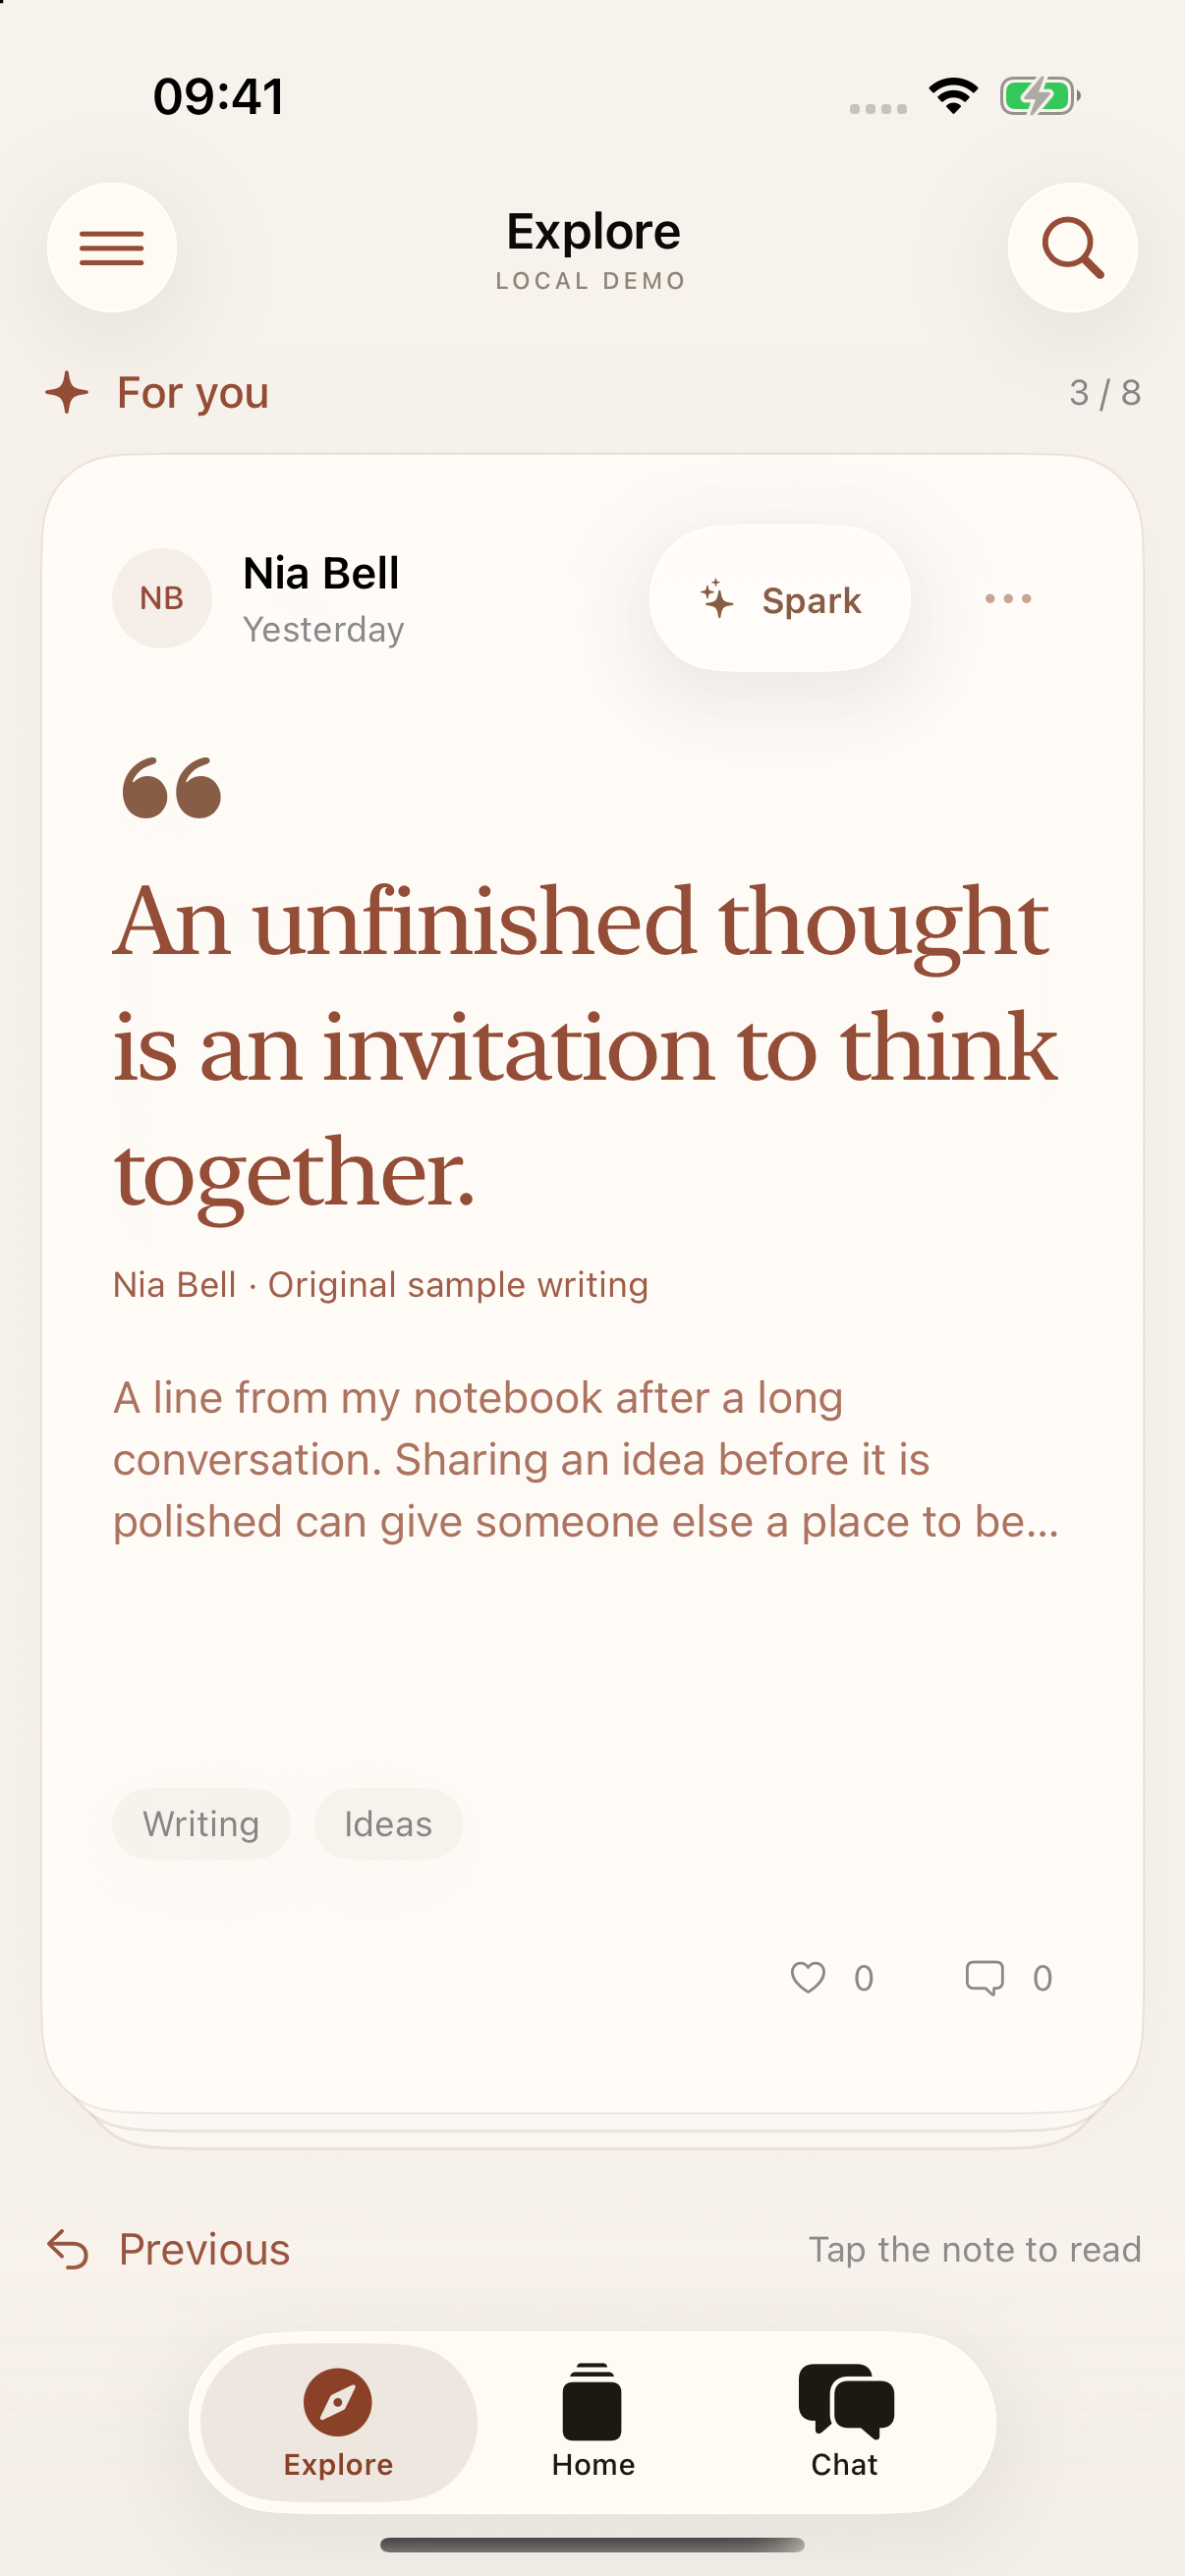 09:41
Explore
LOCAL DEMO
For you
3 / 8
NB
Nia Bell
Yesterday
Spark
“
An unfinished thought
is an invitation to think
together.
Nia Bell · Original sample writing
A line from my notebook after a long
conversation. Sharing an idea before it is
polished can give someone else a place to be...
Writing
Ideas
0
0
Previous
Tap the note to read
Explore
Home
Chat